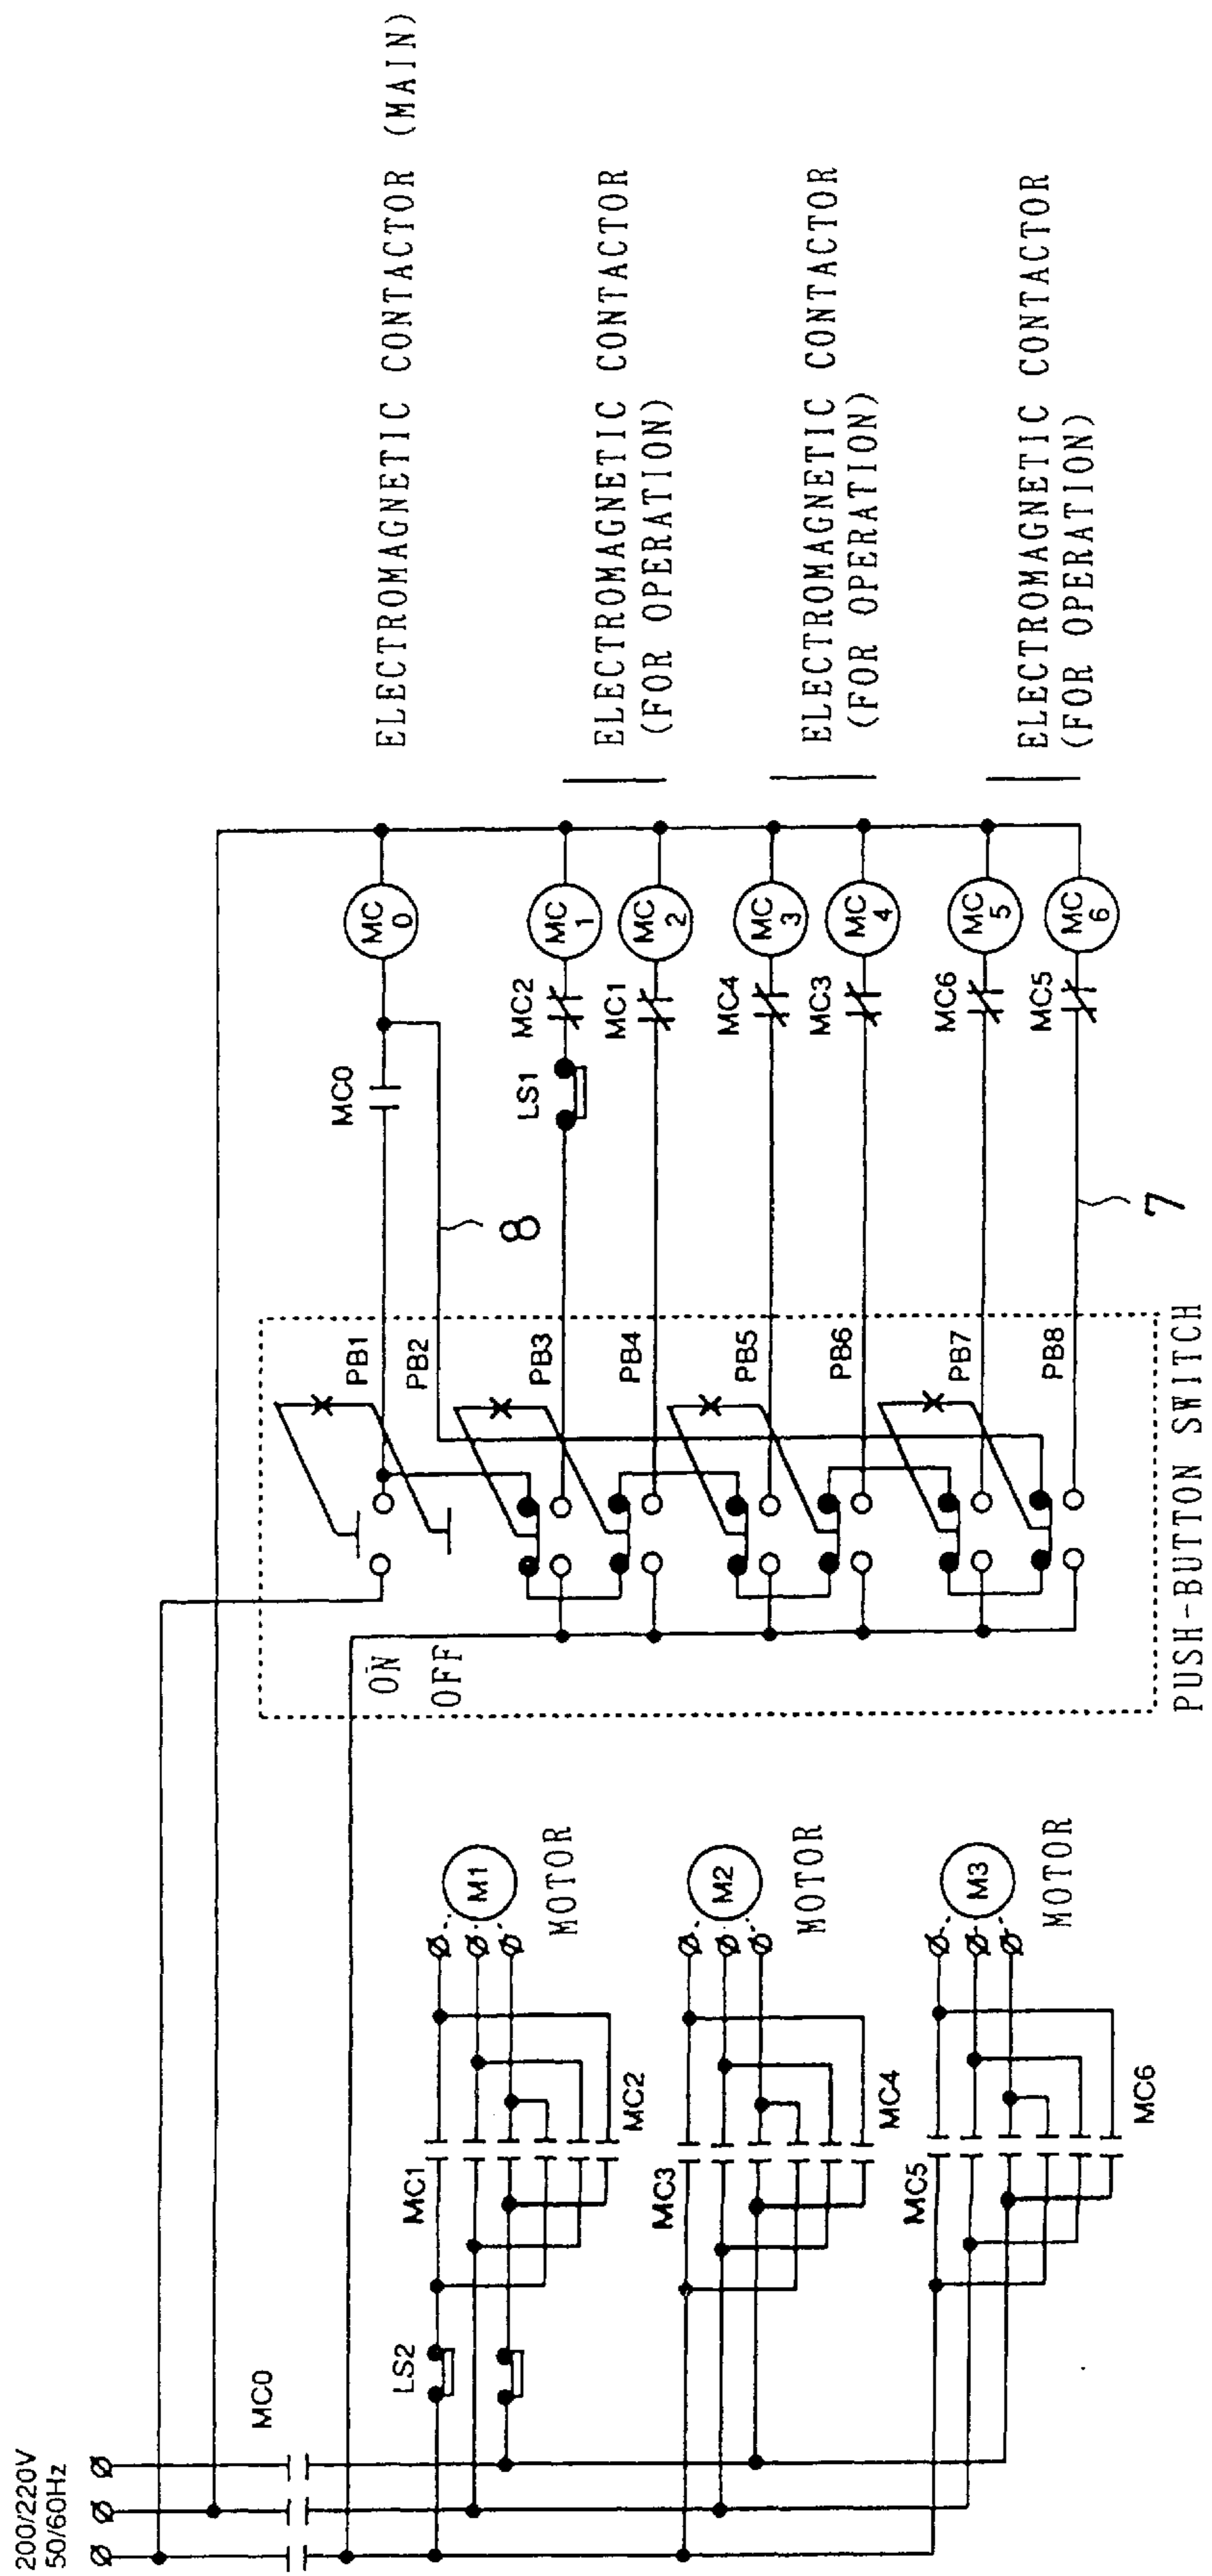 200/220V
50/60Hz
MC0
LS2
MC1
MC2
M1
MOTOR
MC3
MC4
M2
MOTOR
MC5
MC6
M3
MOTOR
ON
OFF
PB1
PB2
PB3
PB4
PB5
PB6
PB7
PB8
PUSH-BUTTON SWITCH
8
7
MC0
LS1
MC2
MC1
MC4
MC3
MC6
MC5
MC
0
MC
1
MC
2
MC
3
MC
4
MC
5
MC
6
ELECTROMAGNETIC CONTACTOR (MAIN)
ELECTROMAGNETIC CONTACTOR
(FOR OPERATION)
ELECTROMAGNETIC CONTACTOR
(FOR OPERATION)
ELECTROMAGNETIC CONTACTOR
(FOR OPERATION)